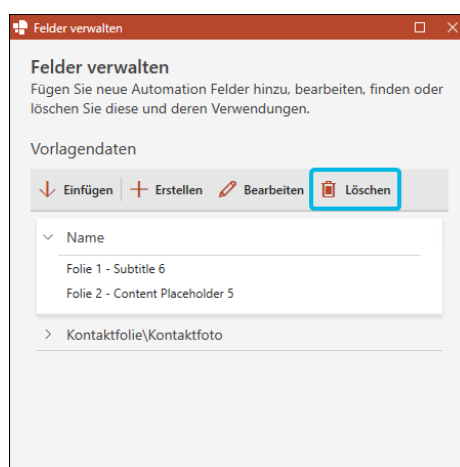 Felder verwalten
Felder verwalten
Fügen Sie neue Automation Felder hinzu, bearbeiten, finden oder
löschen Sie diese und deren Verwendungen.
Vorlagendaten
Einfügen Erstellen Bearbeiten Löschen
Name
Folie 1 - Subtitle 6
Folie 2 - Content Placeholder 5
Kontaktfolie\Kontaktfoto